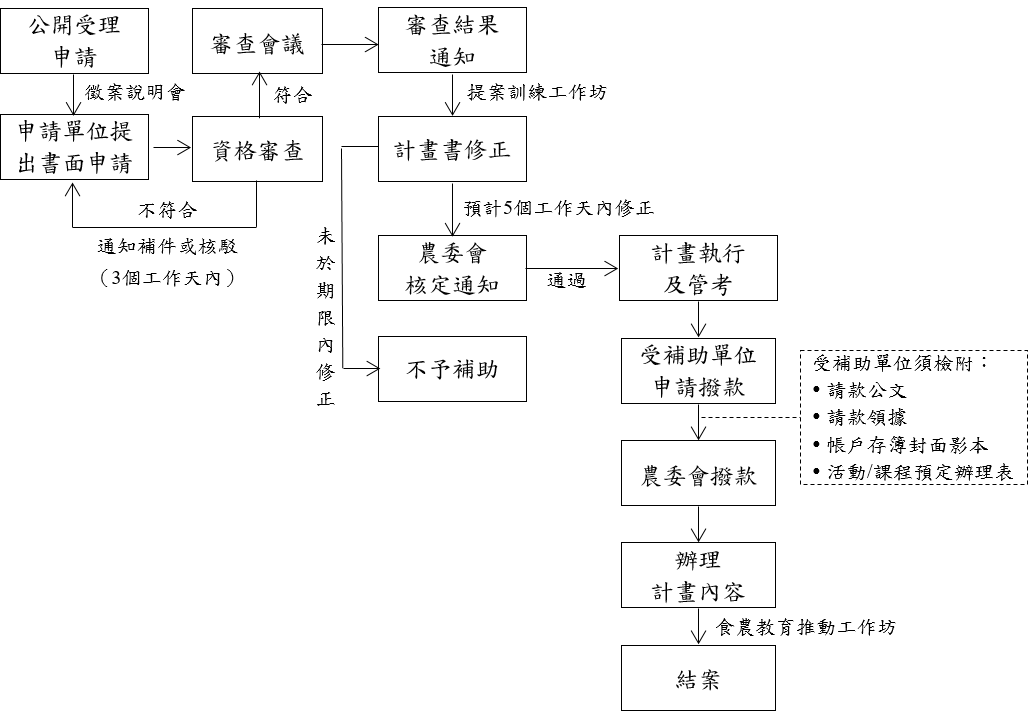 公開受理
申請
徵案說明會
申請單位提
出書面申請
資格審查
不符合
通知補件或核駁
（3個工作天內）
符合
審查會議
審查結果
通知
提案訓練工作坊
計畫書修正
預計5個工作天內修正
未於期限內修正
不予補助
農委會
核定通知
通過
計畫執行
及管考
受補助單位
申請撥款
受補助單位須檢附：
•請款公文
•請款領據
•帳戶存簿封面影本
•活動/課程預定辦理表
農委會撥款
辦理
計畫內容
食農教育推動工作坊
結案